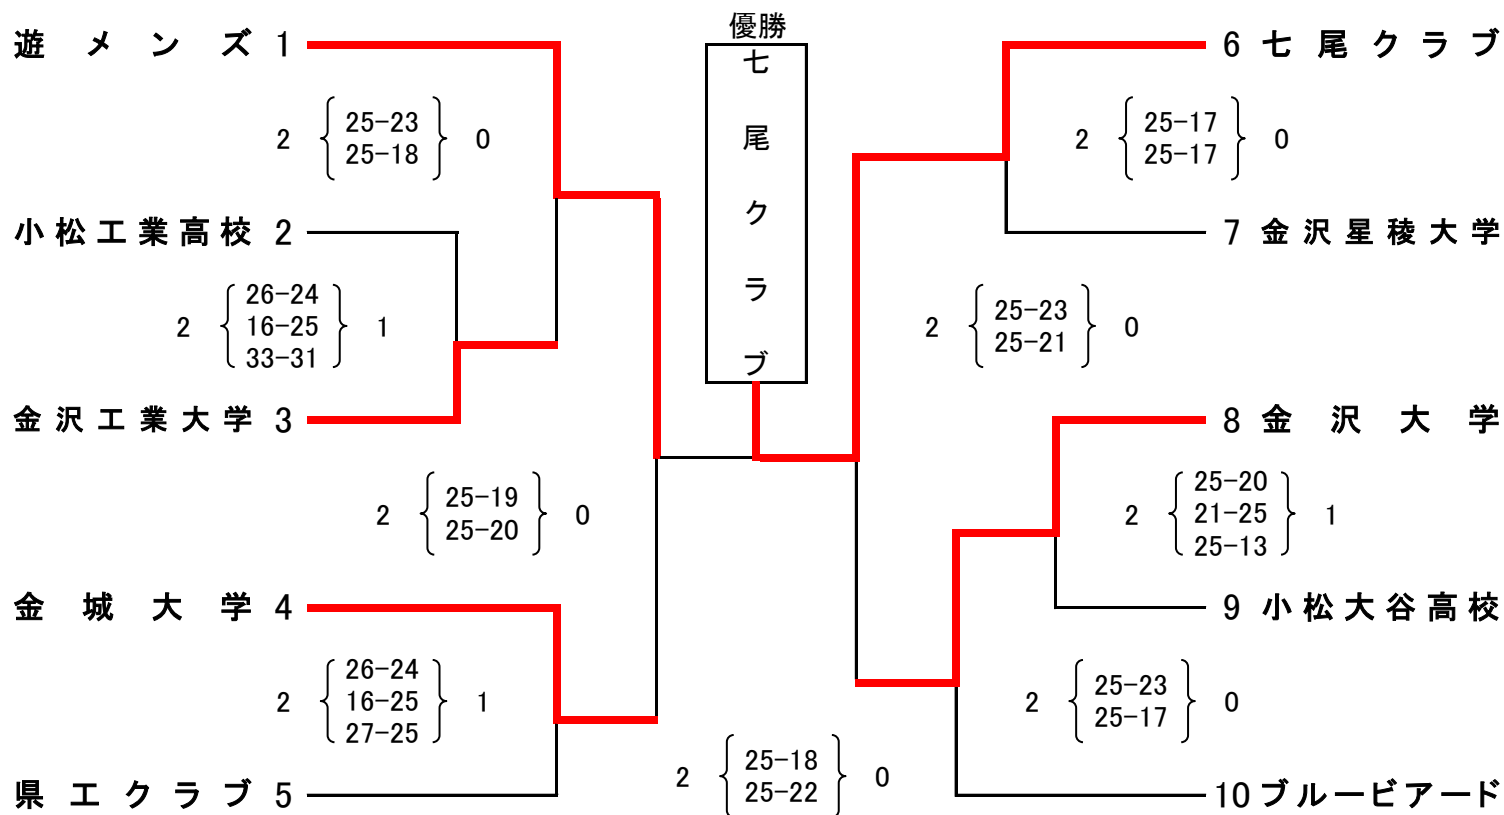 優勝
七尾クラブ
遊メンズ 1
2 25-23 0
25-18
小松工業高校 2
2 26-24 1
16-25
33-31
金沢工業大学 3
2 25-19 0
25-20
金城大学 4
2 26-24 1
16-25
27-25
県工クラブ 5
6 七尾クラブ
2 25-17 0
25-17
7 金沢星稜大学
2 25-23 0
25-21
8 金沢大学
2 25-20 1
21-25
25-13
9 小松大谷高校
2 25-23 0
25-17
10 ブルービアード
2 25-18 0
25-22